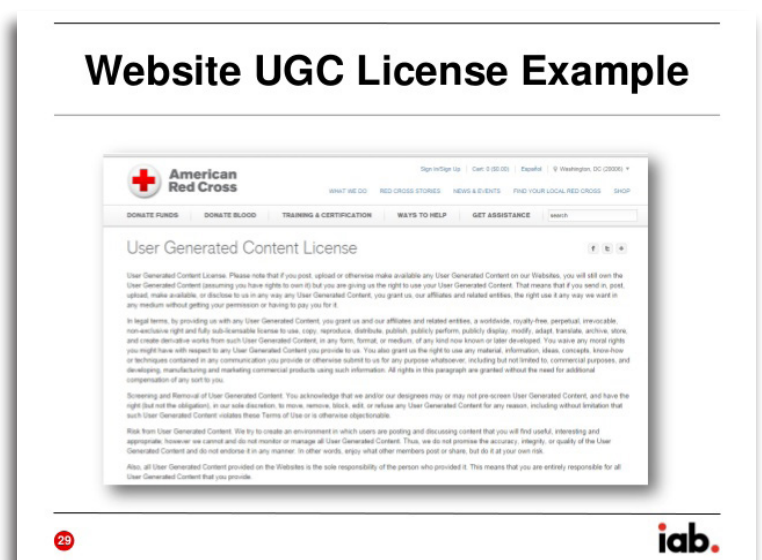 Website UGC License Example
American
Red Cross
Sign In/Sign Up
Cart: 0 ($0.00)
Español
Washington, DC (20006)
WHAT WE DO
RED CROSS STORIES
NEWS & EVENTS
FIND YOUR LOCAL RED CROSS
SHOP
DONATE FUNDS
DONATE BLOOD
TRAINING & CERTIFICATION
WAYS TO HELP
GET ASSISTANCE
search
User Generated Content License
User Generated Content License. Please note that if you post, upload or otherwise make available any User Generated Content on our Websites, you will still own the
User Generated Content (assuming you have rights to own it) but you are giving us the right to use your User Generated Content. That means that if you send in, post,
upload, make available, or disclose to us in any way any User Generated Content, you grant us, our affiliates and related entities, the right use it any way we want in
any medium without getting your permission or having to pay you for it.
In legal terms, by providing us with any User Generated Content, you grant us and our affiliates and related entities, a worldwide, royalty-free, perpetual, irrevocable,
non-exclusive right and fully sub-licensable license to use, copy, reproduce, distribute, publish, publicly perform, publicly display, modify, adapt, translate, archive, store,
and create derivative works from such User Generated Content, in any form, format, or medium, of any kind now known or later developed. You waive any moral rights
you might have with respect to any User Generated Content you provide to us. You also grant us the right to use any material, information, ideas, concepts, know-how
or techniques contained in any communication you provide or otherwise submit to us for any purpose whatsoever, including but not limited to, commercial purposes, and
developing, manufacturing and marketing commercial products using such information. All rights in this paragraph are granted without the need for additional
compensation of any sort to you.
Screening and Removal of User Generated Content. You acknowledge that we and/or our designees may or may not pre-screen User Generated Content, and have the
right (but not the obligation), in our sole discretion, to move, remove, block, edit, or refuse any User Generated Content for any reason, including without limitation that
such User Generated Content violates these Terms of Use or is otherwise objectionable.
Risk from User Generated Content. We try to create an environment in which users are posting and discussing content that you will find useful, interesting and
appropriate, however we cannot and do not monitor or manage all User Generated Content. Thus, we do not promise the accuracy, integrity, or quality of the User
Generated Content and do not endorse it in any manner. In other words, enjoy what other members post or share, but do it at your own risk.
Also, all User Generated Content provided on the Websites is the sole responsibility of the person who provided it. This means that you are entirely responsible for all
User Generated Content that you provide.
29
iab.